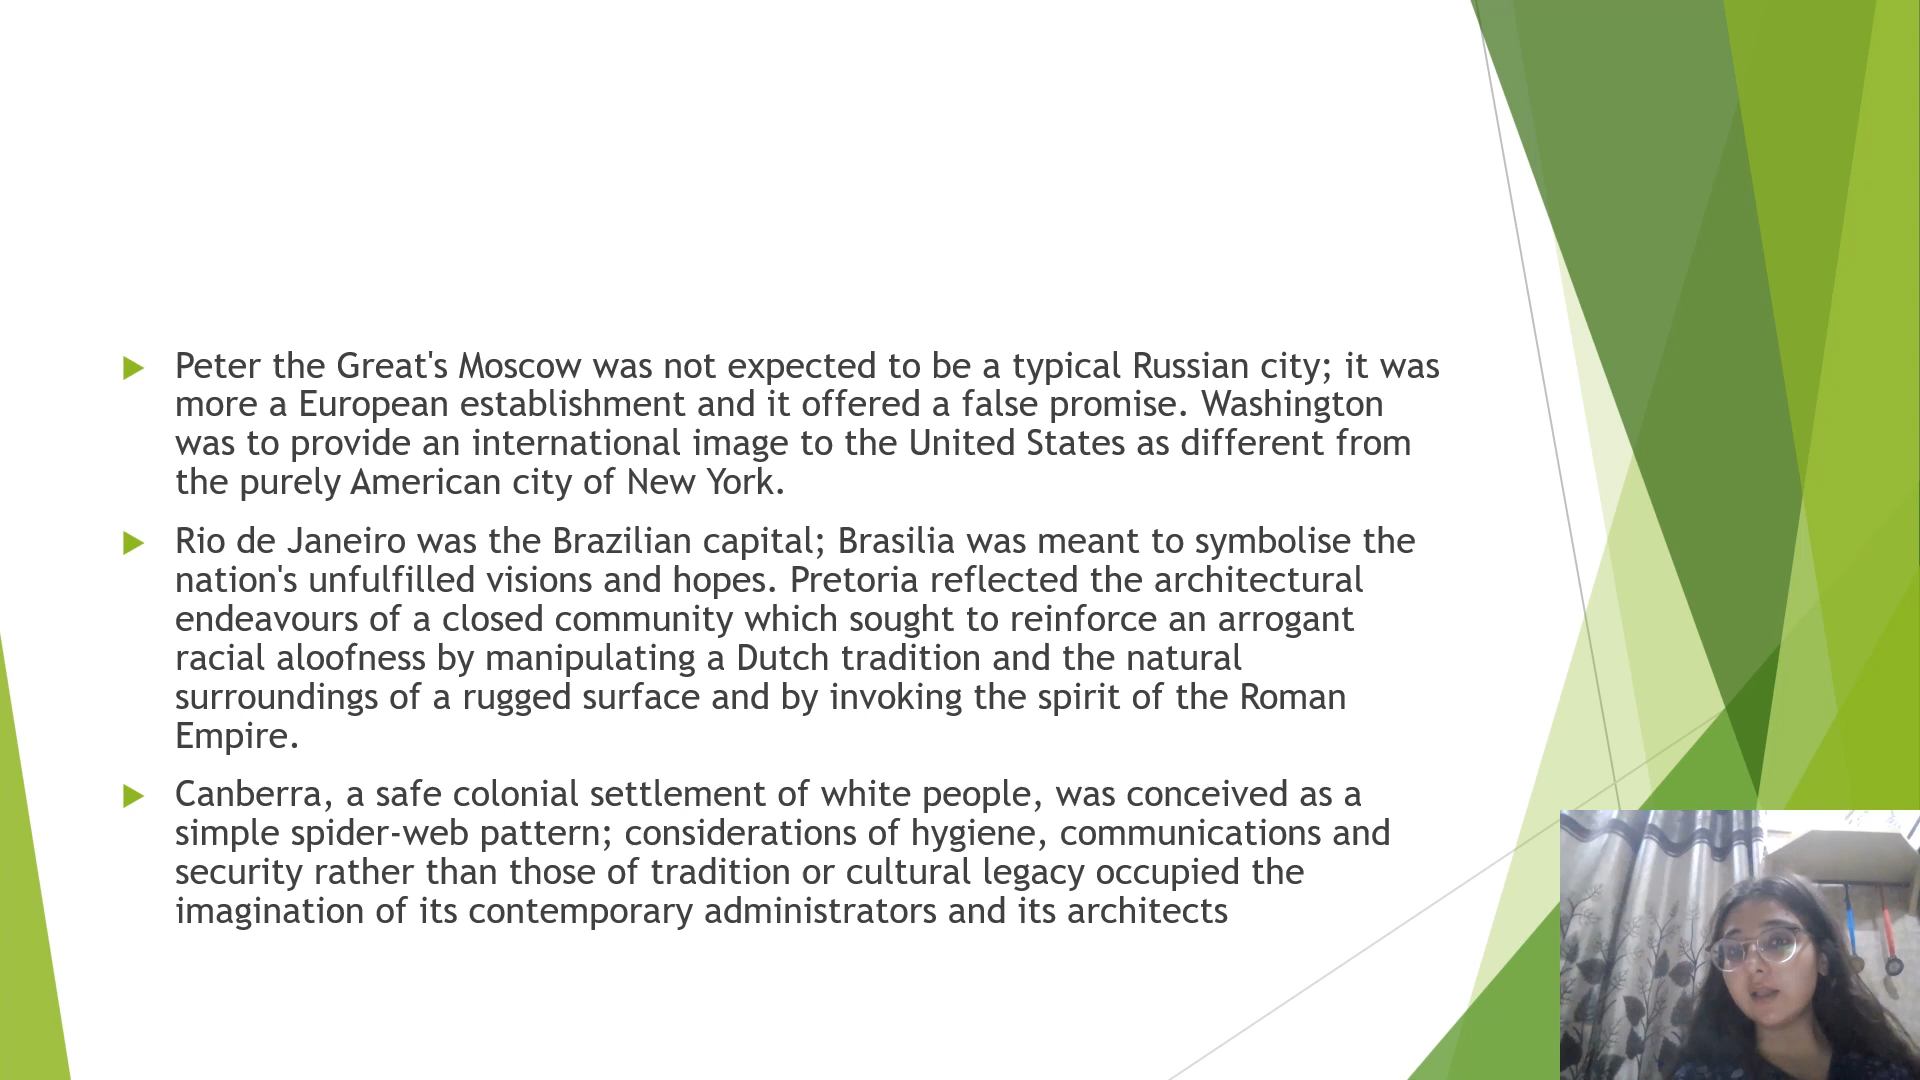 Peter the Great's Moscow was not expected to be a typical Russian city; it was
more a European establishment and it offered a false promise. Washington
was to provide an international image to the United States as different from
the purely American city of New York.
Rio de Janeiro was the Brazilian capital; Brasilia was meant to symbolise the
nation's unfulfilled visions and hopes. Pretoria reflected the architectural
endeavours of a closed community which sought to reinforce an arrogant
racial aloofness by manipulating a Dutch tradition and the natural
surroundings of a rugged surface and by invoking the spirit of the Roman
Empire.
Canberra, a safe colonial settlement of white people, was conceived as a
simple spider-web pattern; considerations of hygiene, communications and
security rather than those of tradition or cultural legacy occupied the
imagination of its contemporary administrators and its architects